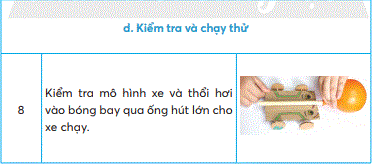 d. Kiểm tra và chạy thử
8
Kiểm tra mô hình xe và thổi hơi
vào bóng bay qua ống hút lớn cho
xe chạy.